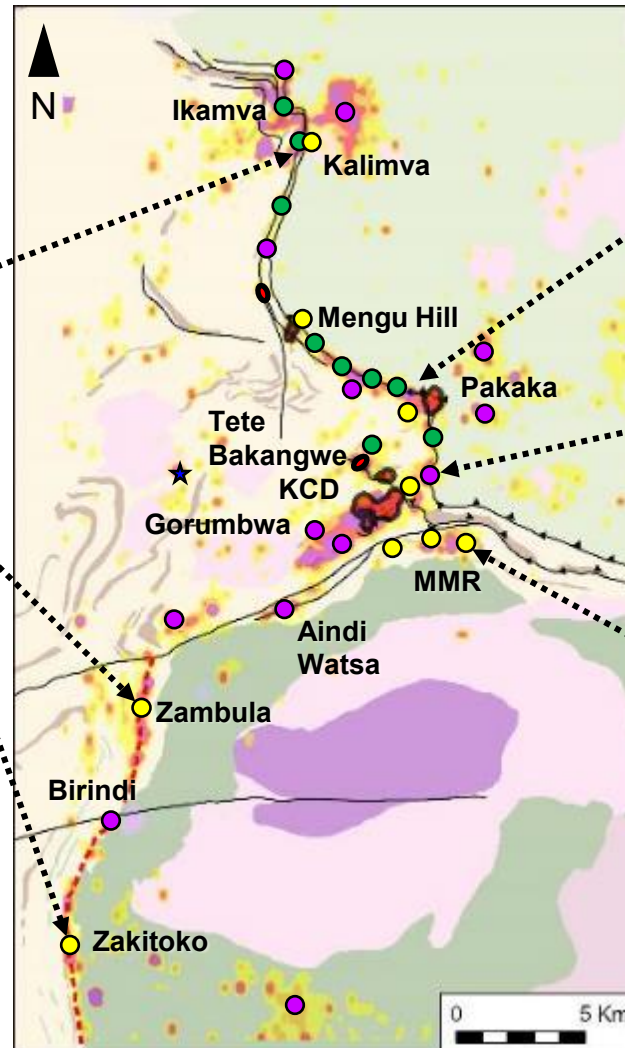 N
Ikamva
Kalimva
Mengu Hill
Pakaka
Tete
Bakangwe
KCD
Gorumbwa
MMR
Aindi
Watsa
Zambula
Birindi
Zakitoko
0 5 Km